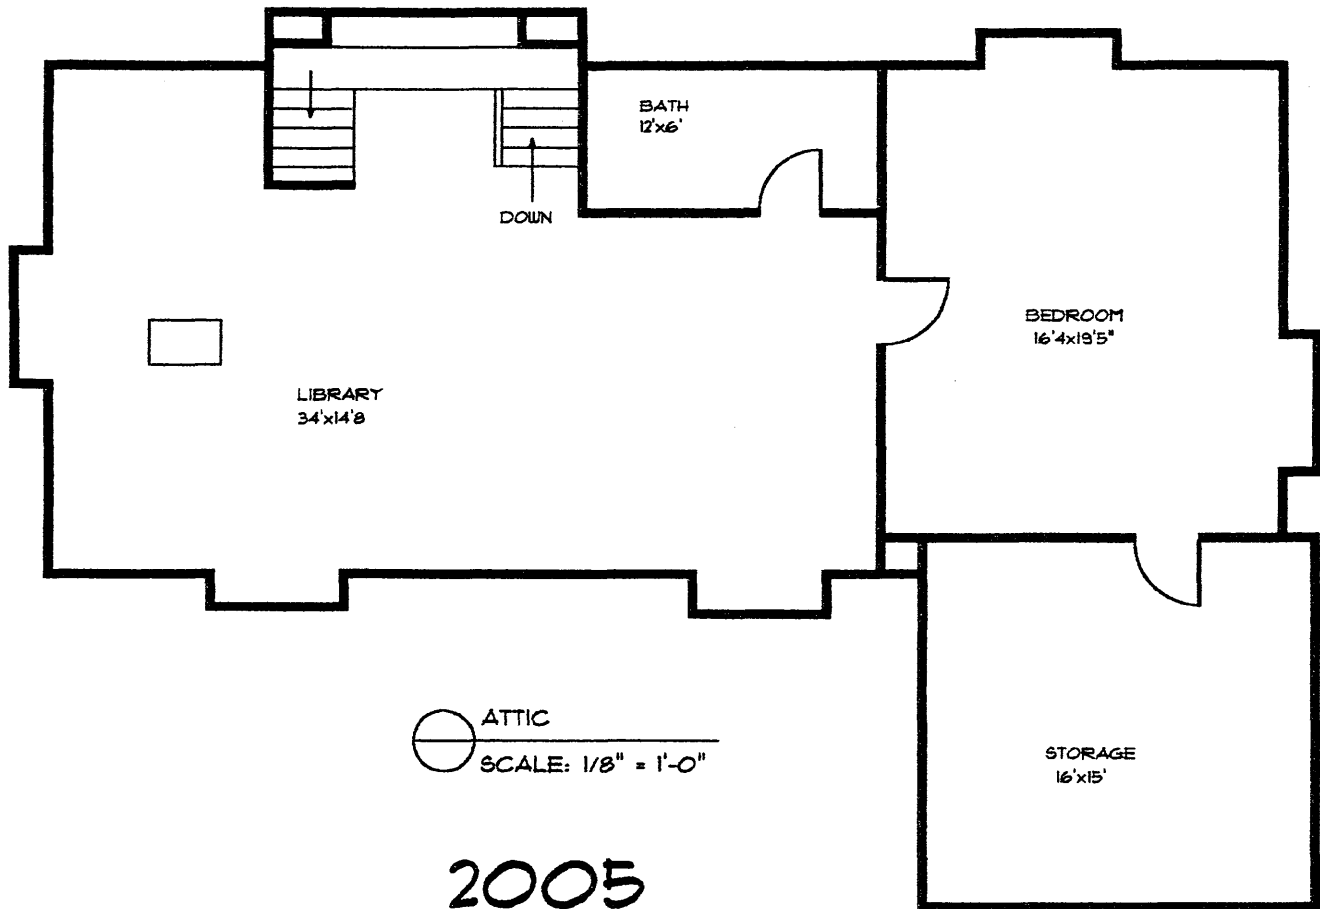 BATH
12'x6'
DOWN
BEDROOM
16'4x19'5"
LIBRARY
34'x14'8
ATTIC
SCALE: 1/8" = 1'-0"
STORAGE
16'x15'
2005